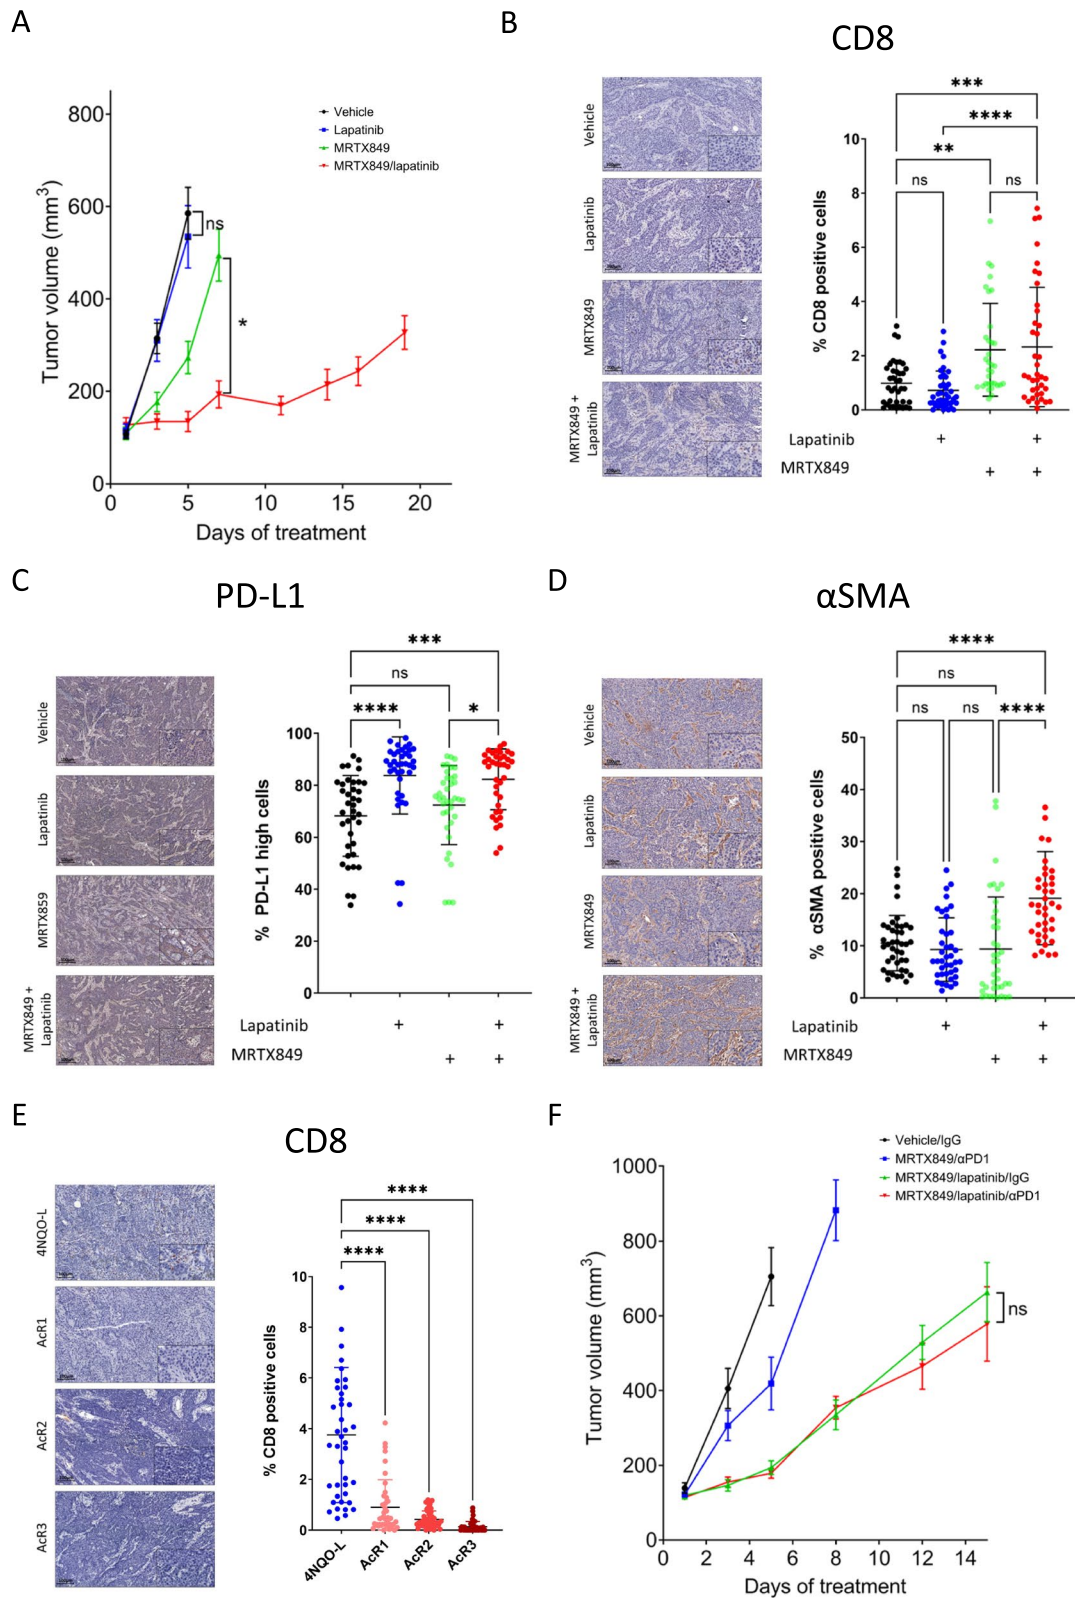 A
800
600
400
200
0
0 5 10 15 20
Tumor volume (mm³)
Days of treatment
Vehicle
Lapatinib
MRTX849
MRTX849/lapatinib
ns
*
B
CD8
Vehicle
Lapatinib
MRTX849
MRTX849 +
Lapatinib
***
****
**
ns
ns
10
8
6
4
2
0
% CD8 positive cells
Lapatinib + +
MRTX849 + +
C
PD-L1
Vehicle
Lapatinib
MRTX859
MRTX849 +
Lapatinib
***
ns
**** *
100
80
60
40
20
0
% PD-L1 high cells
Lapatinib + +
MRTX849 + +
D
αSMA
Vehicle
Lapatinib
MRTX849
MRTX849 +
Lapatinib
****
ns
ns ns ****
50
40
30
20
10
0
% αSMA positive cells
Lapatinib + +
MRTX849 + +
E
CD8
4NQO-L
AcR1
AcR2
AcR3
****
****
****
10
8
6
4
2
0
% CD8 positive cells
4NQO-L AcR1 AcR2 AcR3
F
Vehicle/IgG
MRTX849/αPD1
MRTX849/lapatinib/IgG
MRTX849/lapatinib/αPD1
1000
800
600
400
200
0
0 2 4 6 8 10 12 14
Tumor volume (mm³)
Days of treatment
ns